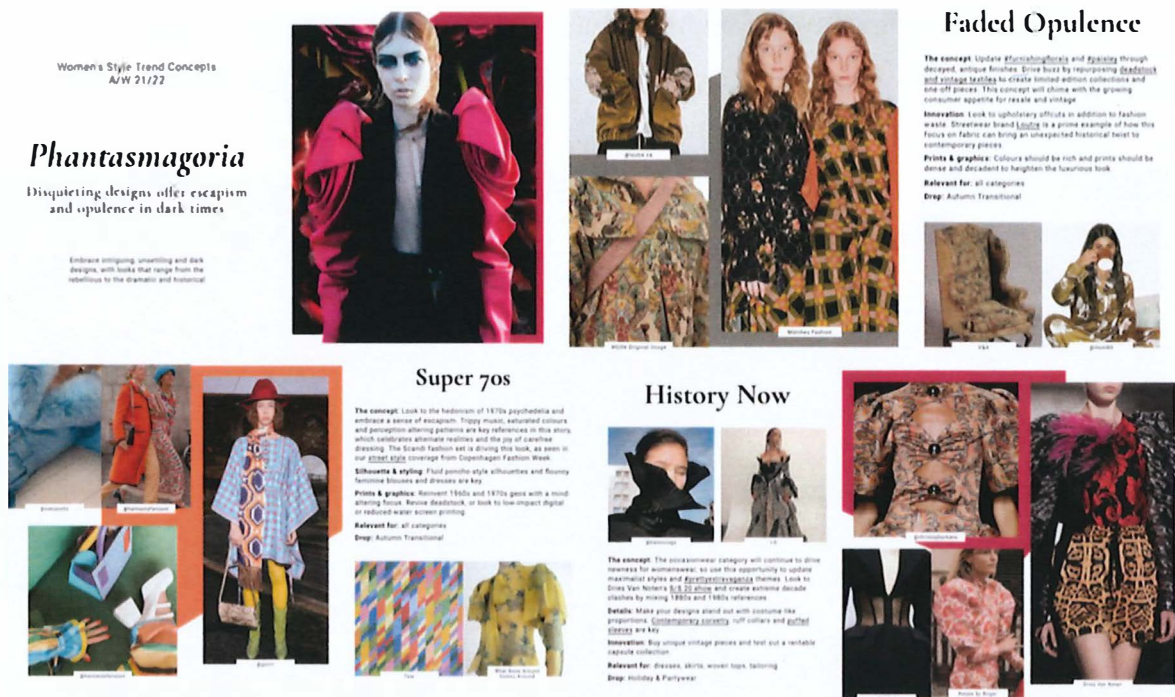 Women's Style Trend Concepts
A/W 21/22
Phantasmagoria
Disquieting designs offer escapism
and opulence in dark times
Embrace intriguing, unsettling and dark
designs, with looks that range from the
rebellious to the dramatic and historical
Faded Opulence
The concept: Update #furnishingflorals and #paisley through
decayed, antique finishes. Drive buzz by repurposing deadstock
and vintage textiles to create limited edition collections and
one off pieces. This concept will chime with the growing
consumer appetite for resale and vintage
Innovation: Look to upholstery offcuts in addition to fashion
waste. Streetwear brand Loutre is a prime example of how this
focus on fabric can bring an unexpected historical twist to
contemporary pieces
Prints & graphics: Colours should be rich and prints should be
dense and decadent to heighten the luxurious look
Relevant for: all categories
Drop: Autumn Transitional
WGSN Original Image
Matches Fashion
V&A
Super 70s
The concept: Look to the hedonism of 1970s psychedelia and
embrace a sense of escapism. Trippy music, saturated colours
and perception altering patterns are key references in this story,
which celebrates alternate realities and the joy of carefree
dressing. The Scandi fashion set is driving this look, as seen in
our street style coverage from Copenhagen Fashion Week
Silhouette & styling: Fluid poncho style silhouettes and flouncy
feminine blouses and dresses are key
Prints & graphics: Reinvent 1960s and 1970s geos with a mind
altering focus. Revive deadstock, or look to low-impact digital
or reduced-water screen printing
Relevant for: all categories
Drop: Autumn Transitional
Tate
What Goes Around
Comes Around
History Now
The concept: The occasionwear category will continue to drive
newness for womenswear, so use this opportunity to update
maximalist styles and #prettyextravaganza themes. Look to
Dries Van Noten's S/S 20 show and create extreme decade
clashes by mixing 1880s and 1980s references
Details: Make your designs stand out with costume like
proportions. Contemporary corsetry, ruff collars and puffed
sleeves are key
Innovation: Buy unique vintage pieces and test out a rentable
capsule collection
Relevant for: dresses, skirts, woven tops, tailoring
Drop: Holiday & Partywear
Dries Van Noten